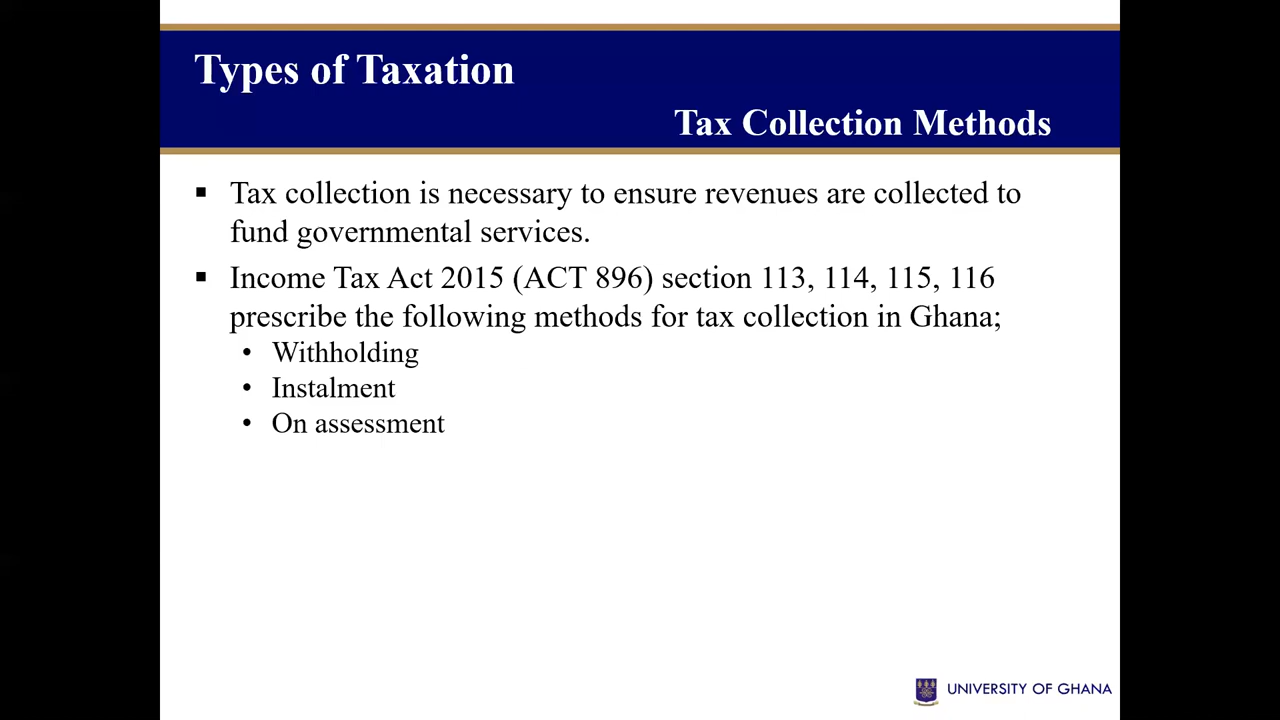 Types of Taxation
Tax Collection Methods
▪ Tax collection is necessary to ensure revenues are collected to
fund governmental services.
▪ Income Tax Act 2015 (ACT 896) section 113, 114, 115, 116
prescribe the following methods for tax collection in Ghana;
• Withholding
• Instalment
• On assessment
UNIVERSITY OF GHANA